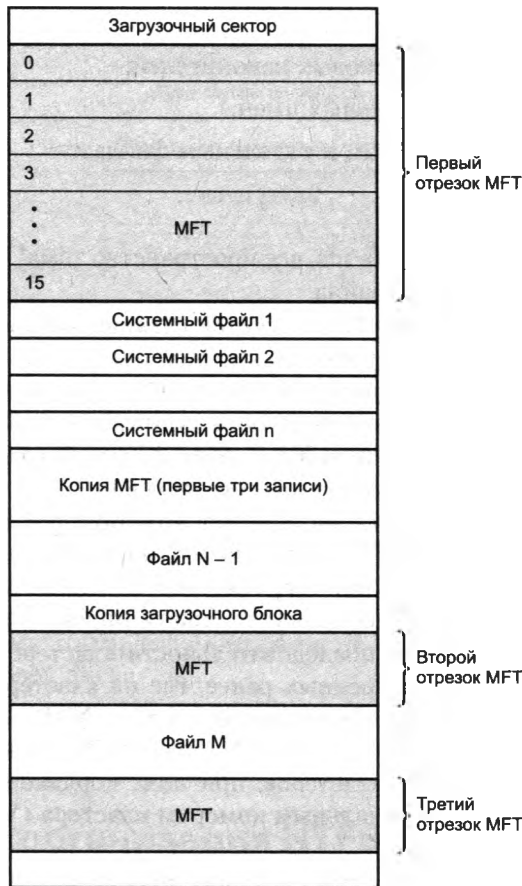 Загрузочный сектор
0
1
2
3
MFT
15
Первый
отрезок MFT
Системный файл 1
Системный файл 2
Системный файл n
Копия MFT (первые три записи)
Файл N – 1
Копия загрузочного блока
MFT
Второй
отрезок MFT
Файл M
MFT
Третий
отрезок MFT